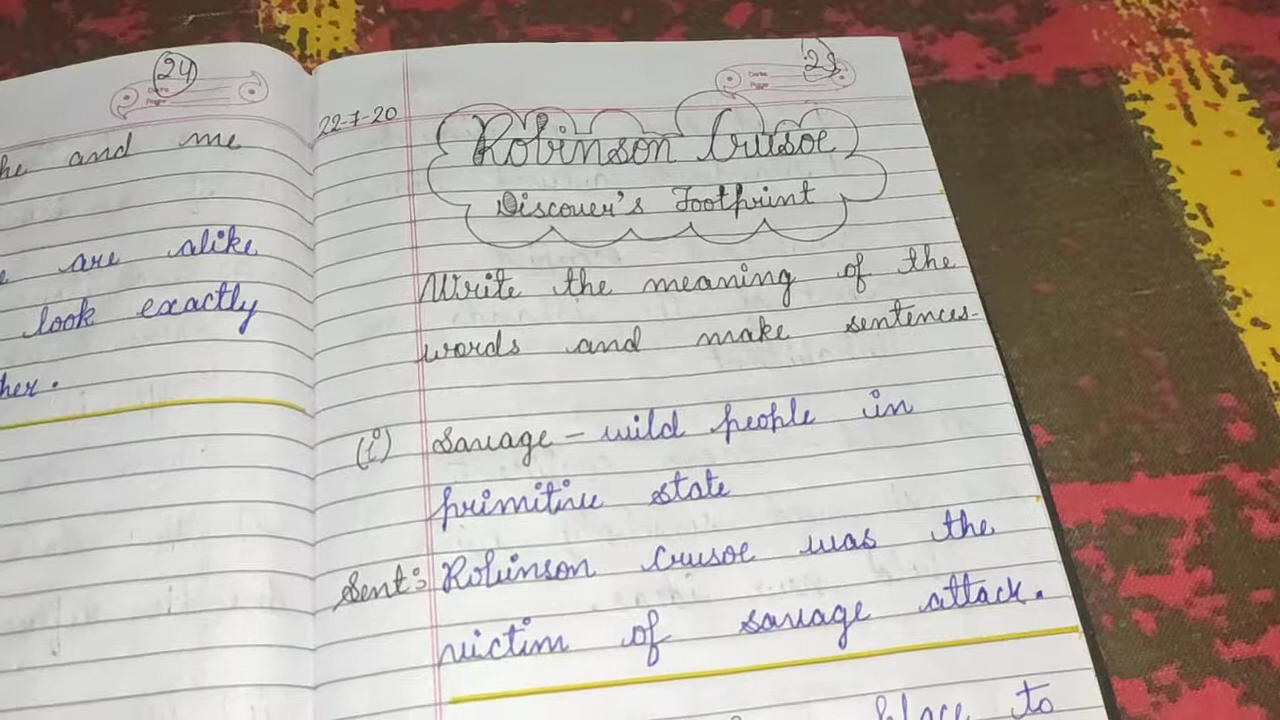 24
he and me
are alike
look exactly
her.
22-7-20
Robinson Crusoe
Discover's Footprint
Write the meaning of the
words and make sentences-
(i) Savage - wild people in
primitive state
Sent: Robinson Crusoe was the
victim of savage attack.
place to